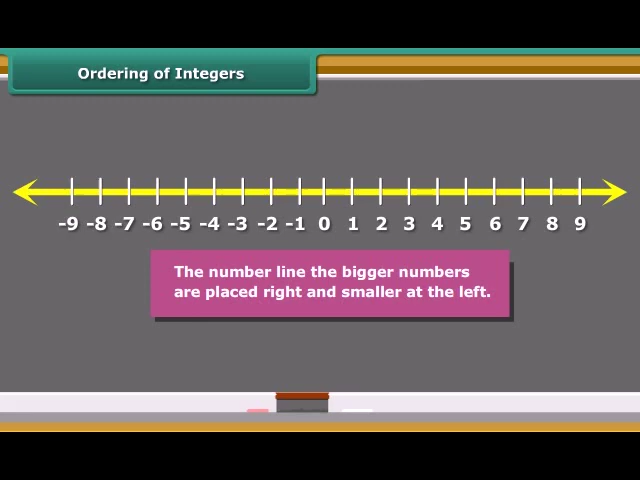 Ordering of Integers
-9 -8 -7 -6 -5 -4 -3 -2 -1 0 1 2 3 4 5 6 7 8 9
The number line the bigger numbers
are placed right and smaller at the left.